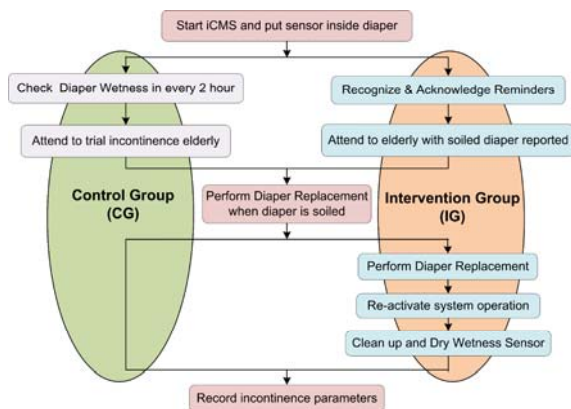 Start iCMS and put sensor inside diaper
Check Diaper Wetness in every 2 hour
Recognize & Acknowledge Reminders
Attend to trial incontinence elderly
Attend to elderly with soiled diaper reported
Control Group
(CG)
Perform Diaper Replacement
when diaper is soiled
Intervention Group
(IG)
Perform Diaper Replacement
Re-activate system operation
Clean up and Dry Wetness Sensor
Record incontinence parameters